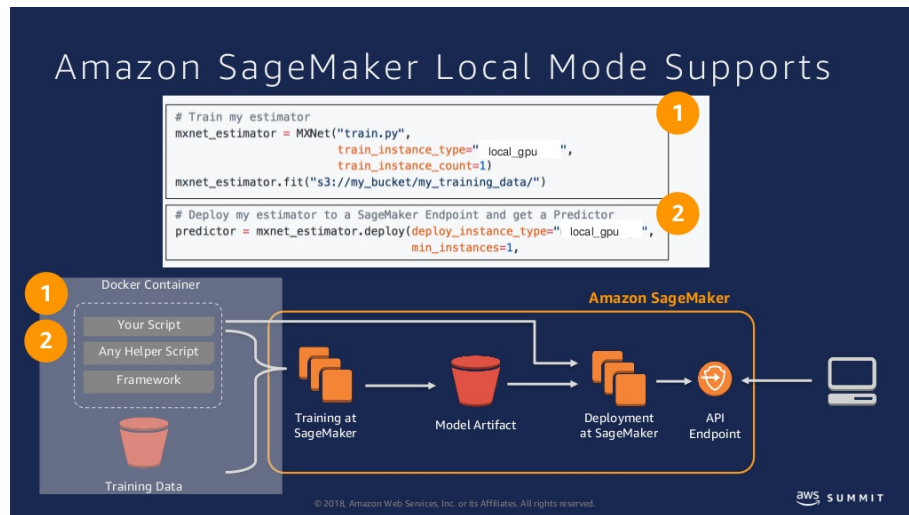 Amazon SageMaker Local Mode Supports
1
# Train my estimator
mxnet_estimator = MXNet("train.py",
train_instance_type=" local_gpu ",
train_instance_count=1)
mxnet_estimator.fit("s3://my_bucket/my_training_data/")
2
# Deploy my estimator to a SageMaker Endpoint and get a Predictor
predictor = mxnet_estimator.deploy(deploy_instance_type=" local_gpu ",
min_instances=1,
1
2
Docker Container
Your Script
Any Helper Script
Framework
Training Data
Amazon SageMaker
Training at
SageMaker
Model Artifact
Deployment
at SageMaker
API
Endpoint
© 2018, Amazon Web Services, Inc. or its Affiliates. All rights reserved.
aws SUMMIT